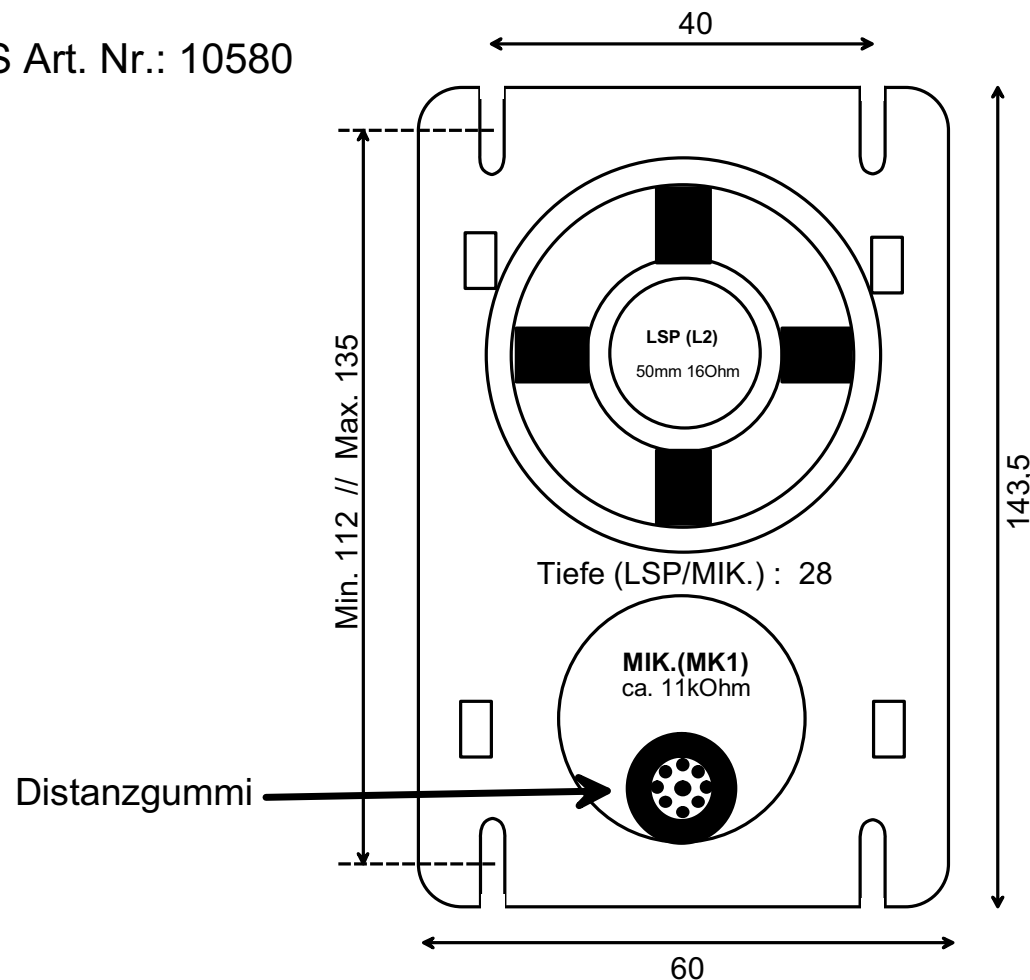 S Art. Nr.: 10580
40
LSP (L2)
50mm 16Ohm
Min. 112 // Max. 135
143.5
Tiefe (LSP/MIK.) : 28
MIK.(MK1)
ca. 11kOhm
Distanzgummi
60